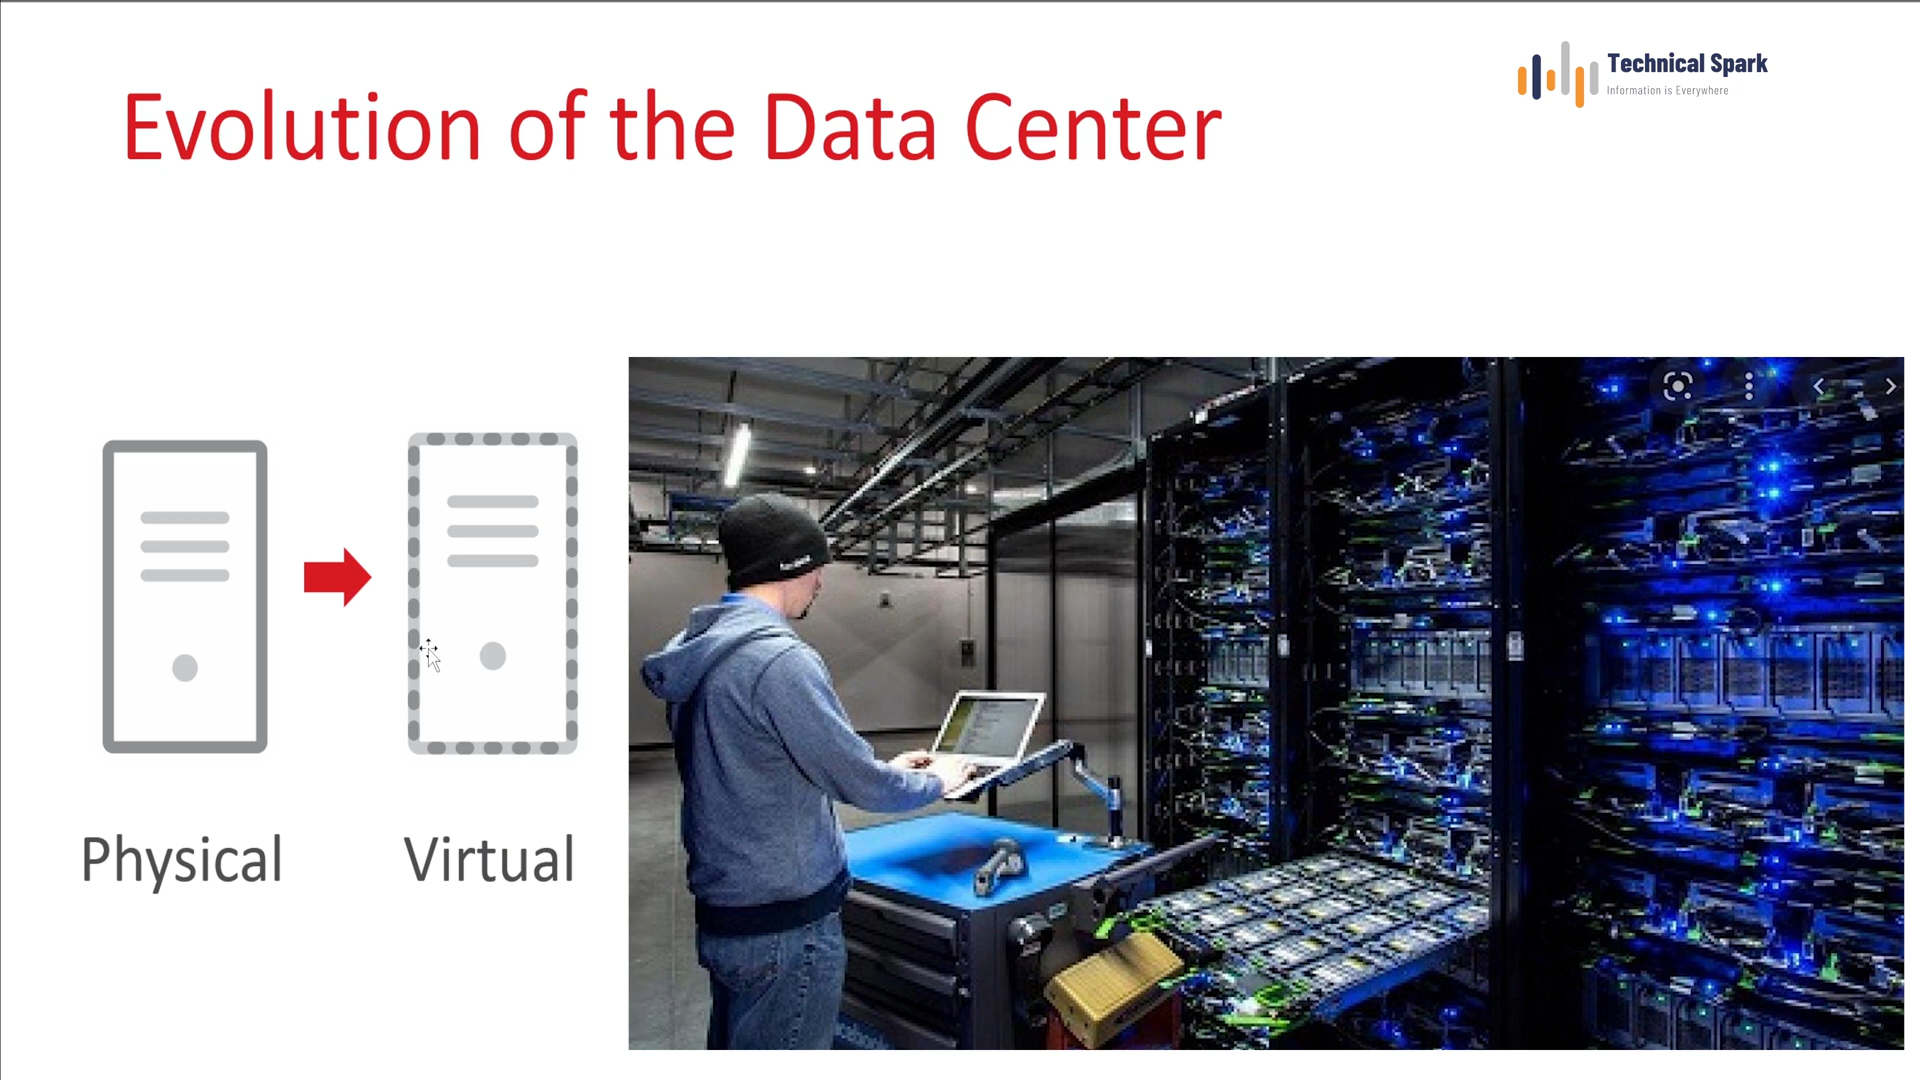 Technical Spark
Information is Everywhere
Evolution of the Data Center
Physical
Virtual